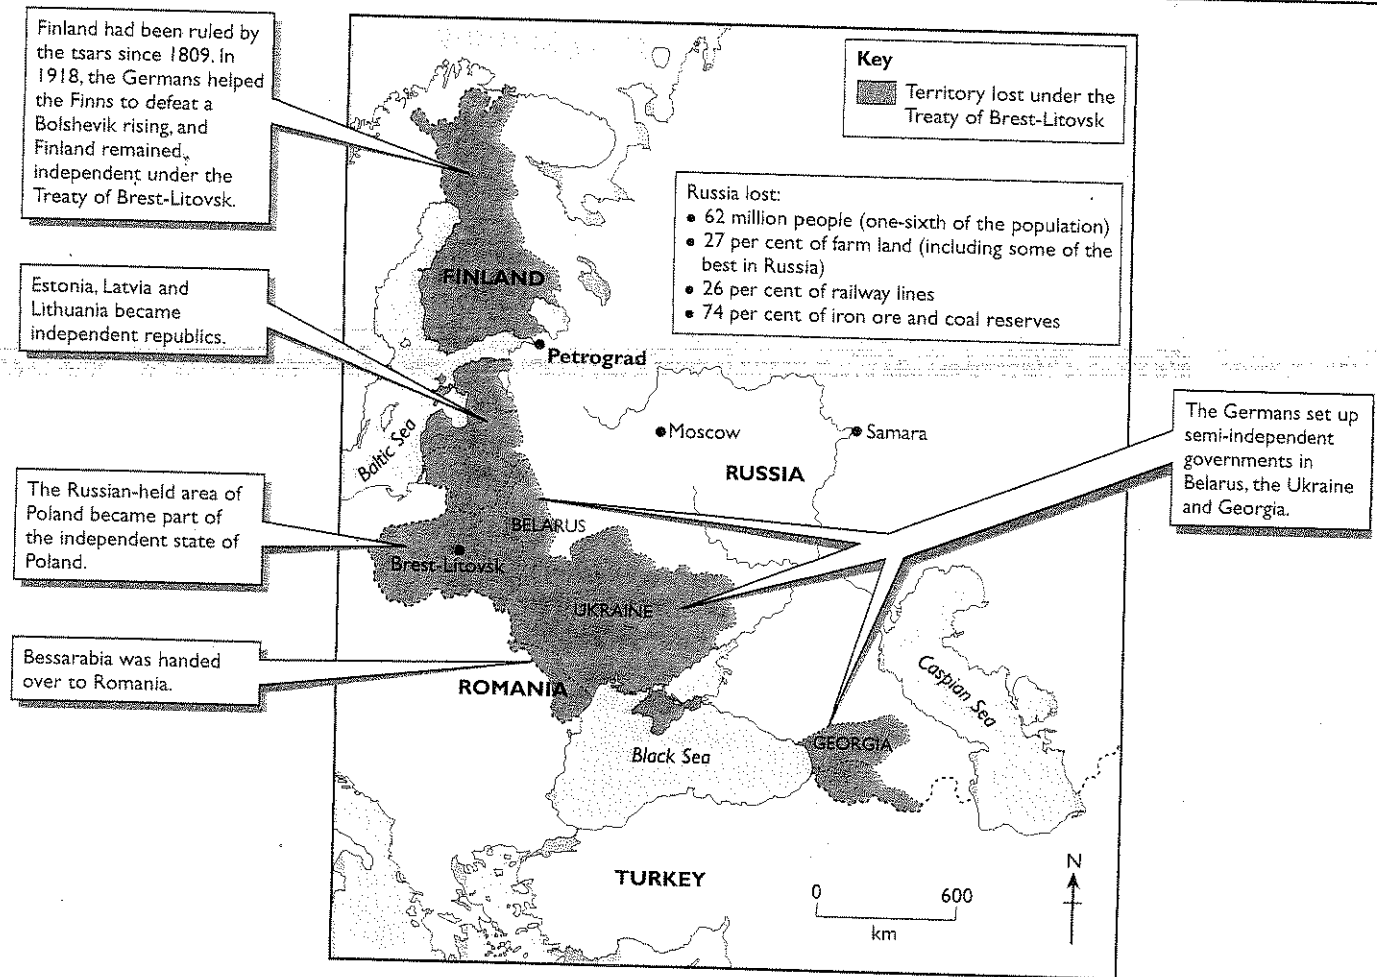 Finland had been ruled by
the tsars since 1809. In
1918, the Germans helped
the Finns to defeat a
Bolshevik rising, and
Finland remained
independent under the
Treaty of Brest-Litovsk.
Key
Territory lost under the
Treaty of Brest-Litovsk
Russia lost:
• 62 million people (one-sixth of the population)
• 27 per cent of farm land (including some of the
best in Russia)
• 26 per cent of railway lines
• 74 per cent of iron ore and coal reserves
Estonia, Latvia and
Lithuania became
independent republics.
FINLAND
Petrograd
Baltic Sea
Moscow
Samara
RUSSIA
The Germans set up
semi-independent
governments in
Belarus, the Ukraine
and Georgia.
The Russian-held area of
Poland became part of
the independent state of
Poland.
BELARUS
Brest-Litovsk
UKRAINE
Bessarabia was handed
over to Romania.
ROMANIA
Caspian Sea
Black Sea
GEORGIA
TURKEY
0 600
km
N